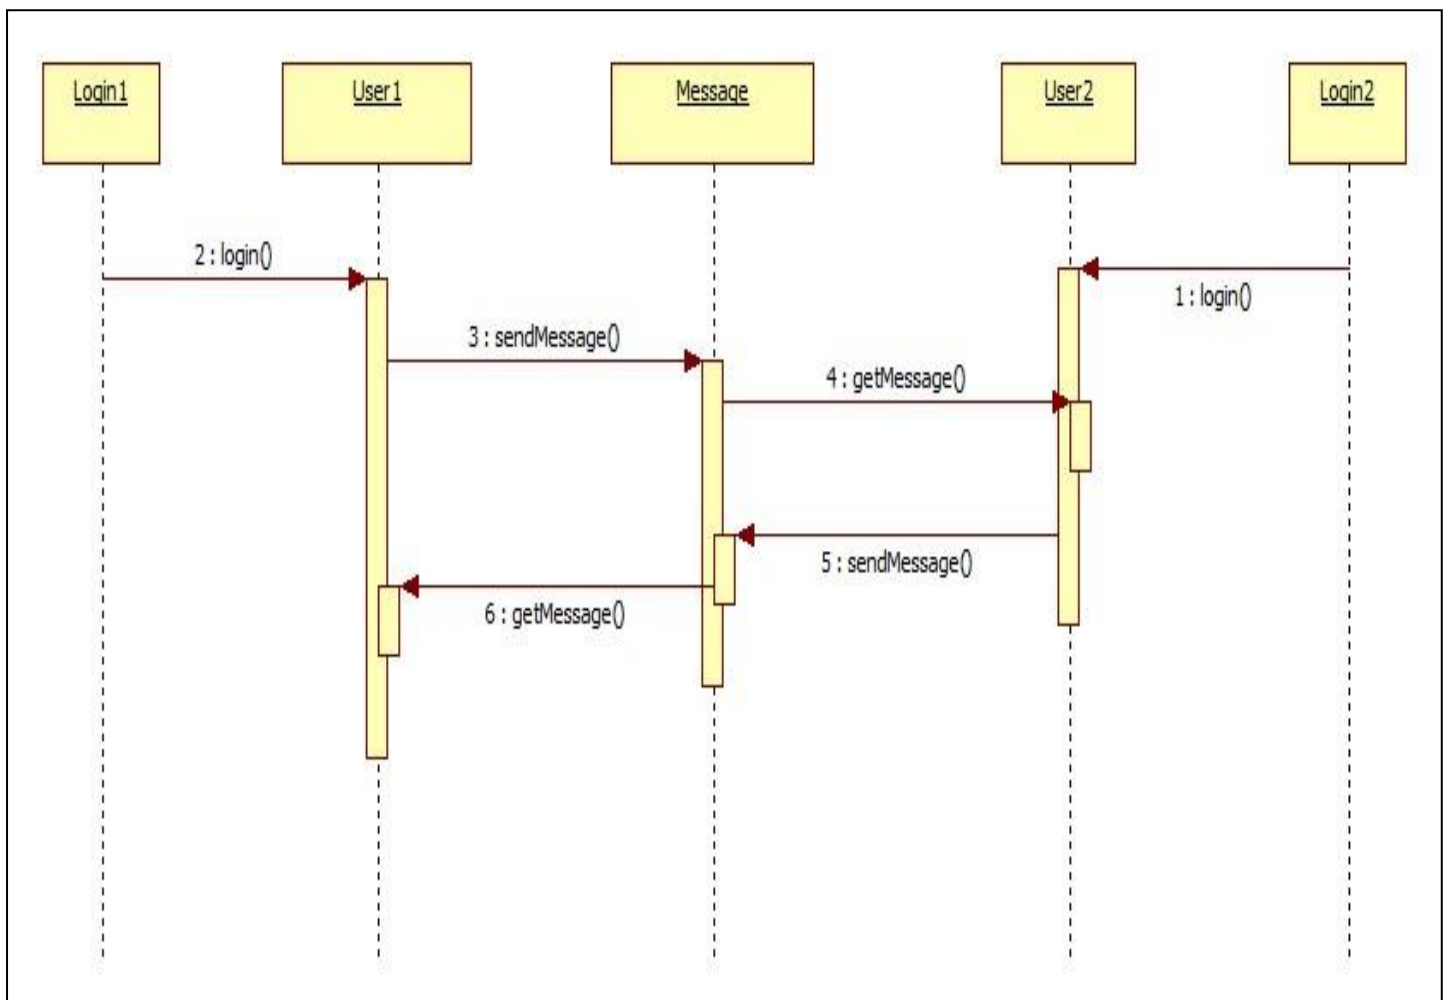 Login1
User1
Message
User2
Login2
2 : login()
1 : login()
3 : sendMessage()
4 : getMessage()
5 : sendMessage()
6 : getMessage()